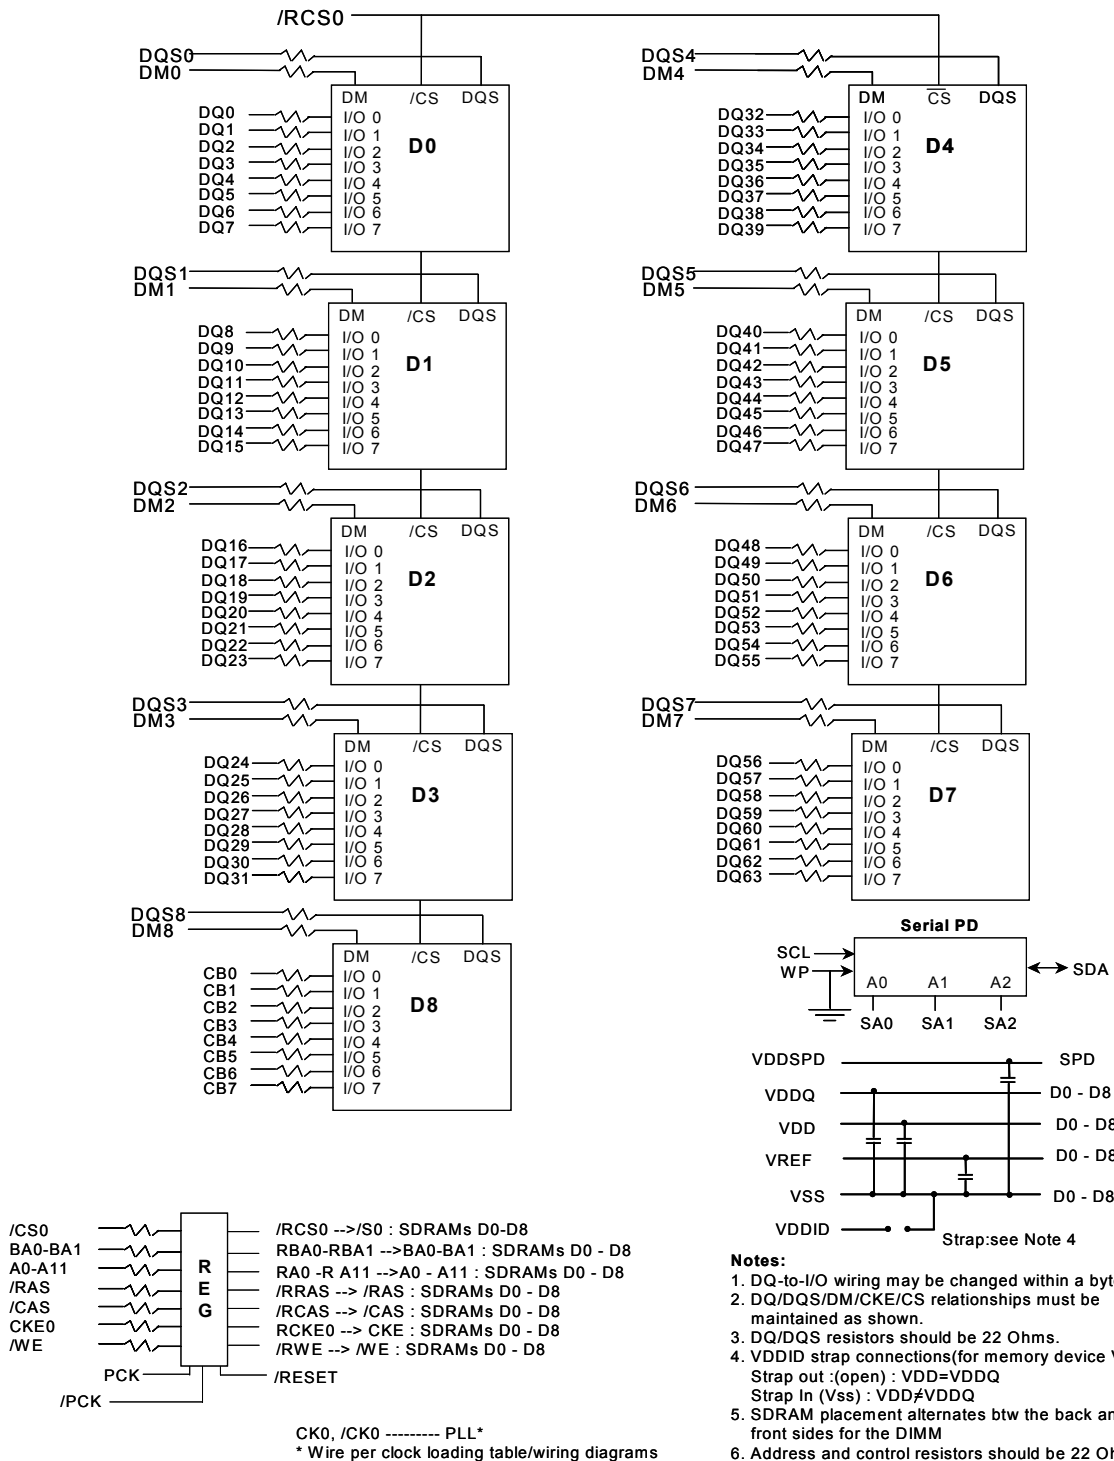 /RCS0
DQS0
DM0
DM /CS DQS
DQ0 I/O 0
DQ1 I/O 1
DQ2 I/O 2
DQ3 I/O 3
DQ4 I/O 4
DQ5 I/O 5
DQ6 I/O 6
DQ7 I/O 7
D0
DQS1
DM1
DM /CS DQS
DQ8 I/O 0
DQ9 I/O 1
DQ10 I/O 2
DQ11 I/O 3
DQ12 I/O 4
DQ13 I/O 5
DQ14 I/O 6
DQ15 I/O 7
D1
DQS2
DM2
DM /CS DQS
DQ16 I/O 0
DQ17 I/O 1
DQ18 I/O 2
DQ19 I/O 3
DQ20 I/O 4
DQ21 I/O 5
DQ22 I/O 6
DQ23 I/O 7
D2
DQS3
DM3
DM /CS DQS
DQ24 I/O 0
DQ25 I/O 1
DQ26 I/O 2
DQ27 I/O 3
DQ28 I/O 4
DQ29 I/O 5
DQ30 I/O 6
DQ31 I/O 7
D3
DQS8
DM8
DM /CS DQS
CB0 I/O 0
CB1 I/O 1
CB2 I/O 2
CB3 I/O 3
CB4 I/O 4
CB5 I/O 5
CB6 I/O 6
CB7 I/O 7
D8
DQS4
DM4
DM CS DQS
DQ32 I/O 0
DQ33 I/O 1
DQ34 I/O 2
DQ35 I/O 3
DQ36 I/O 4
DQ37 I/O 5
DQ38 I/O 6
DQ39 I/O 7
D4
DQS5
DM5
DM /CS DQS
DQ40 I/O 0
DQ41 I/O 1
DQ42 I/O 2
DQ43 I/O 3
DQ44 I/O 4
DQ45 I/O 5
DQ46 I/O 6
DQ47 I/O 7
D5
DQS6
DM6
DM /CS DQS
DQ48 I/O 0
DQ49 I/O 1
DQ50 I/O 2
DQ51 I/O 3
DQ52 I/O 4
DQ53 I/O 5
DQ54 I/O 6
DQ55 I/O 7
D6
DQS7
DM7
DM /CS DQS
DQ56 I/O 0
DQ57 I/O 1
DQ58 I/O 2
DQ59 I/O 3
DQ60 I/O 4
DQ61 I/O 5
DQ62 I/O 6
DQ63 I/O 7
D7
Serial PD
SCL
WP
SDA
A0 A1 A2
SA0 SA1 SA2
VDDSPD SPD
VDDQ D0 - D8
VDD D0 - D8
VREF D0 - D8
VSS D0 - D8
VDDID
Strap:see Note 4
/CS0 /RCS0 -->/S0 : SDRAMs D0-D8
BA0-BA1 RBA0-RBA1 -->BA0-BA1 : SDRAMs D0 - D8
A0-A11 RA0 -R A11 -->A0 - A11 : SDRAMs D0 - D8
/RAS /RRAS --> /RAS : SDRAMs D0 - D8
/CAS /RCAS --> /CAS : SDRAMs D0 - D8
CKE0 RCKE0 --> CKE : SDRAMs D0 - D8
/WE /RWE --> /WE : SDRAMs D0 - D8
REG
PCK /RESET
/PCK
CK0, /CK0 --------- PLL*
* Wire per clock loading table/wiring diagrams
Notes:
1. DQ-to-I/O wiring may be changed within a
2. DQ/DQS/DM/CKE/CS relationships must be
maintained as shown.
3. DQ/DQS resistors should be 22 Ohms.
4. VDDID strap connections(for memory device
Strap out :(open) : VDD=VDDQ
Strap In (Vss) : VDD≠VDDQ
5. SDRAM placement alternates btw the back
front sides for the DIMM
6. Address and control resistors should be 22